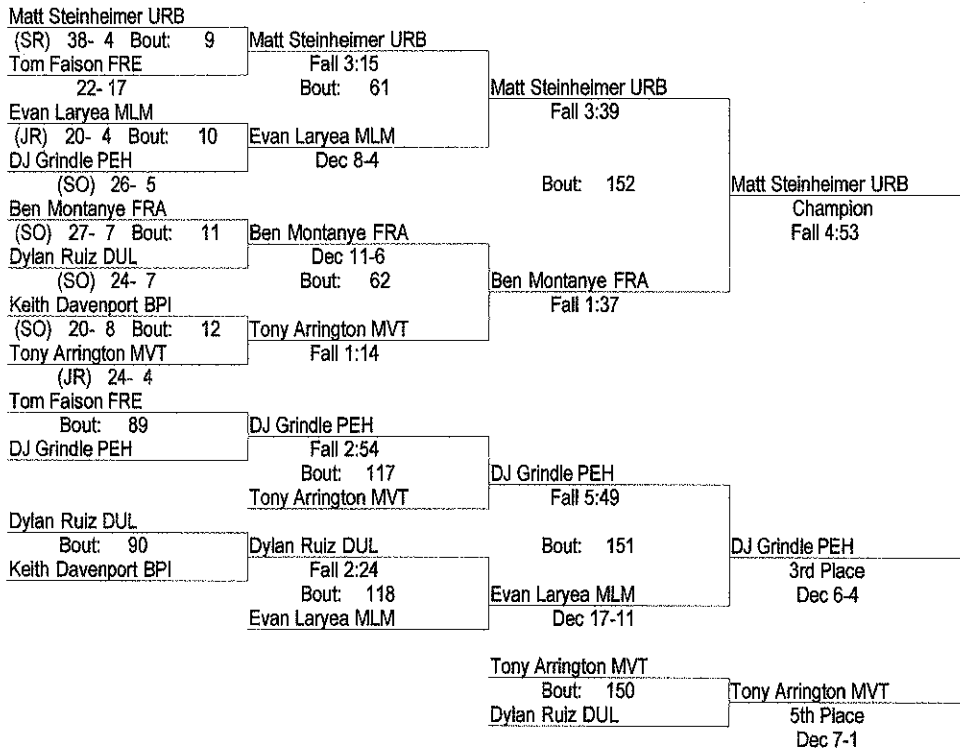 Matt Steinheimer URB
(SR) 38- 4 Bout: 9
Tom Faison FRE
22- 17
Evan Laryea MLM
(JR) 20- 4 Bout: 10
DJ Grindle PEH
(SO) 26- 5
Ben Montanye FRA
(SO) 27- 7 Bout: 11
Dylan Ruiz DUL
(SO) 24- 7
Keith Davenport BPI
(SO) 20- 8 Bout: 12
Tony Arrington MVT
(JR) 24- 4
Tom Faison FRE
Bout: 89
DJ Grindle PEH
Dylan Ruiz DUL
Bout: 90
Keith Davenport BPI
Matt Steinheimer URB
Fall 3:15
Bout: 61
Evan Laryea MLM
Dec 8-4
Ben Montanye FRA
Dec 11-6
Bout: 62
Tony Arrington MVT
Fall 1:14
DJ Grindle PEH
Fall 2:54
Bout: 117
Tony Arrington MVT
Dylan Ruiz DUL
Fall 2:24
Bout: 118
Evan Laryea MLM
Matt Steinheimer URB
Fall 3:39
Bout: 152
Ben Montanye FRA
Fall 1:37
DJ Grindle PEH
Fall 5:49
Bout: 151
Evan Laryea MLM
Dec 17-11
Tony Arrington MVT
Bout: 150
Dylan Ruiz DUL
Matt Steinheimer URB
Champion
Fall 4:53
DJ Grindle PEH
3rd Place
Dec 6-4
Tony Arrington MVT
5th Place
Dec 7-1